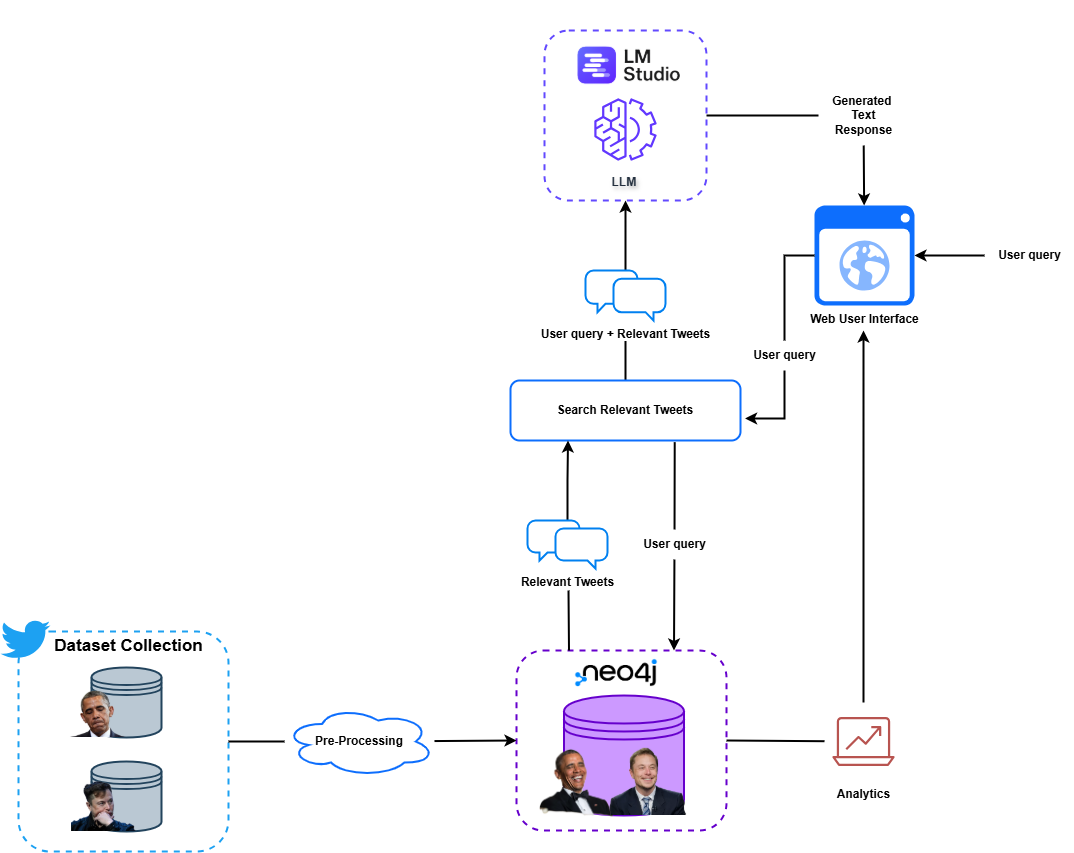 LM
Studio
LLM
Generated
Text
Response
User query
Web User Interface
User query + Relevant Tweets
User query
Search Relevant Tweets
User query
Relevant Tweets
Dataset Collection
neo4j
Pre-Processing
Analytics